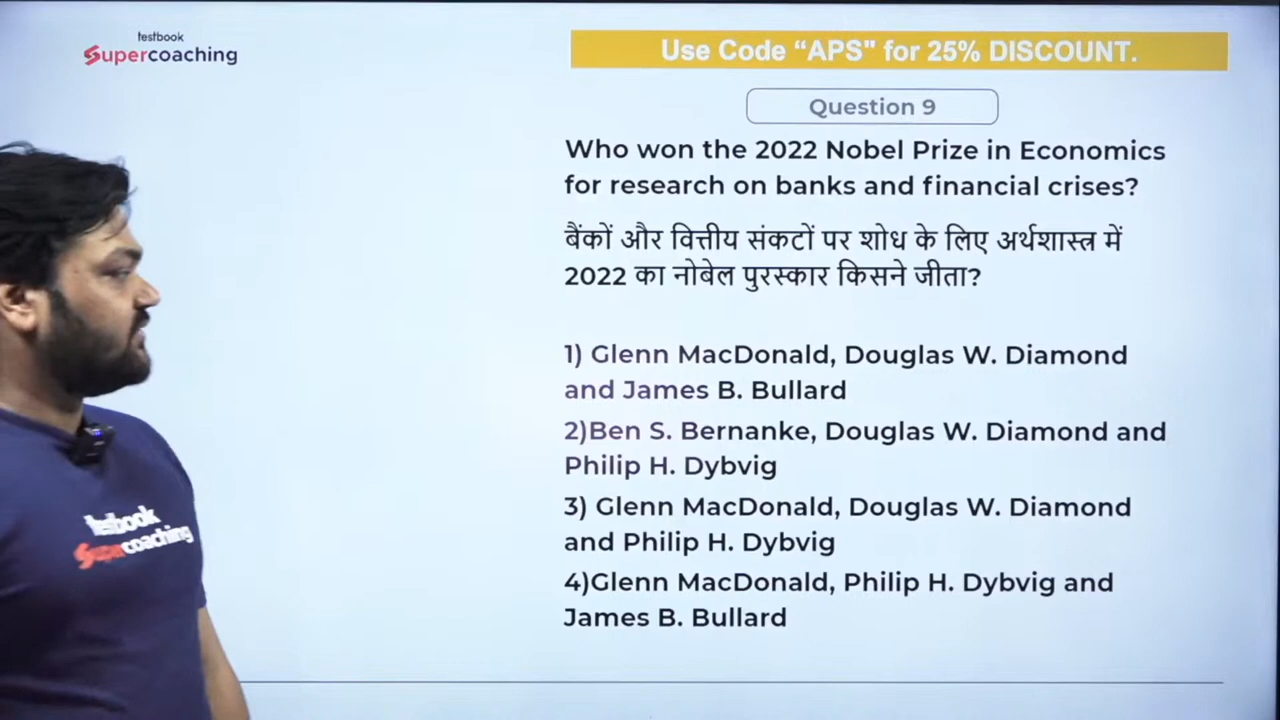 testbook
Supercoaching
Use Code “APS" for 25% DISCOUNT.
Question 9
Who won the 2022 Nobel Prize in Economics
for research on banks and financial crises?
बैंकों और वित्तीय संकटों पर शोध के लिए अर्थशास्त्र में
2022 का नोबेल पुरस्कार किसने जीता?
1) Glenn MacDonald, Douglas W. Diamond
and James B. Bullard
2)Ben S. Bernanke, Douglas W. Diamond and
Philip H. Dybvig
3) Glenn MacDonald, Douglas W. Diamond
and Philip H. Dybvig
4)Glenn MacDonald, Philip H. Dybvig and
James B. Bullard
testbook
Supercoaching